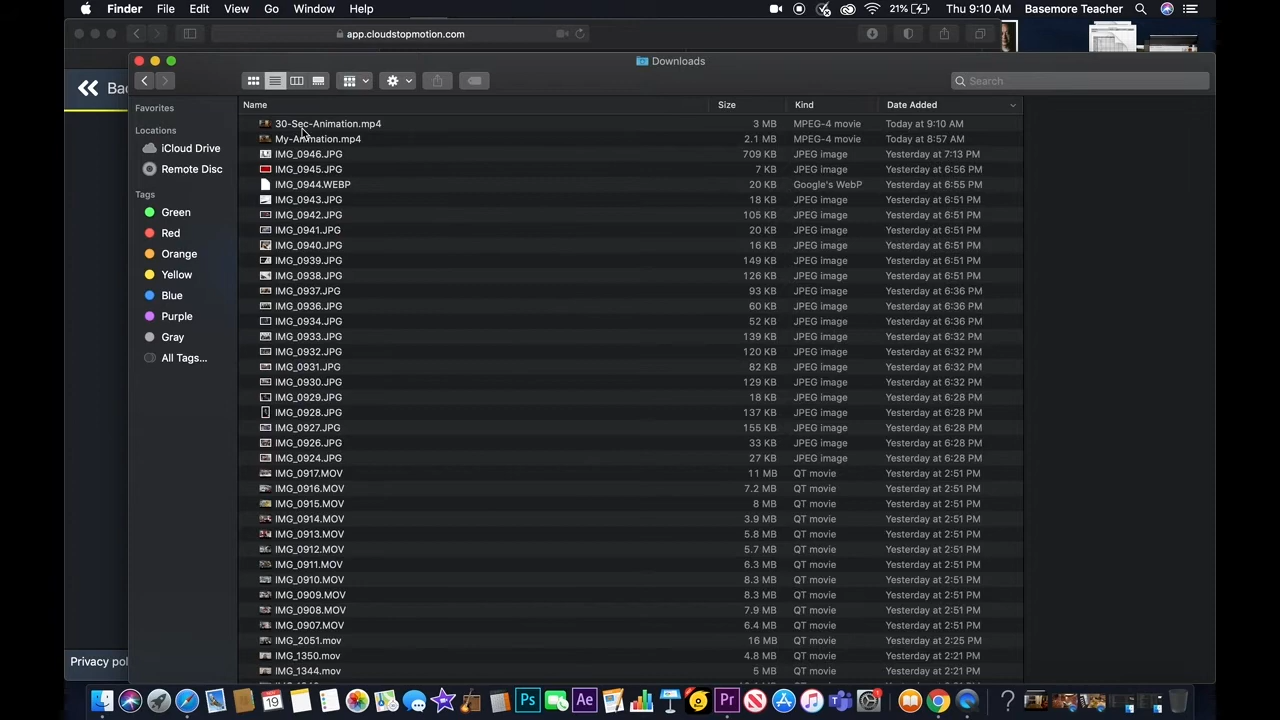 Finder File Edit View Go Window Help 21% Thu 9:10 AM Basemore Teacher
app.cloudstopmotion.com
Downloads
Search
Name Size Kind Date Added
Favorites
Locations
iCloud Drive
Remote Disc
Tags
Green
Red
Orange
Yellow
Blue
Purple
Gray
All Tags...
30-Sec-Animation.mp4 3 MB MPEG-4 movie Today at 9:10 AM
My-Animation.mp4 2.1 MB MPEG-4 movie Today at 8:57 AM
IMG_0946.JPG 709 KB JPEG image Yesterday at 7:13 PM
IMG_0945.JPG 7 KB JPEG image Yesterday at 6:56 PM
IMG_0944.WEBP 20 KB Google's WebP Yesterday at 6:55 PM
IMG_0943.JPG 18 KB JPEG image Yesterday at 6:51 PM
IMG_0942.JPG 105 KB JPEG image Yesterday at 6:51 PM
IMG_0941.JPG 20 KB JPEG image Yesterday at 6:51 PM
IMG_0940.JPG 16 KB JPEG image Yesterday at 6:51 PM
IMG_0939.JPG 149 KB JPEG image Yesterday at 6:51 PM
IMG_0938.JPG 126 KB JPEG image Yesterday at 6:51 PM
IMG_0937.JPG 93 KB JPEG image Yesterday at 6:36 PM
IMG_0936.JPG 60 KB JPEG image Yesterday at 6:36 PM
IMG_0934.JPG 52 KB JPEG image Yesterday at 6:36 PM
IMG_0933.JPG 139 KB JPEG image Yesterday at 6:32 PM
IMG_0932.JPG 120 KB JPEG image Yesterday at 6:32 PM
IMG_0931.JPG 82 KB JPEG image Yesterday at 6:32 PM
IMG_0930.JPG 129 KB JPEG image Yesterday at 6:32 PM
IMG_0929.JPG 18 KB JPEG image Yesterday at 6:28 PM
IMG_0928.JPG 137 KB JPEG image Yesterday at 6:28 PM
IMG_0927.JPG 155 KB JPEG image Yesterday at 6:28 PM
IMG_0926.JPG 33 KB JPEG image Yesterday at 6:28 PM
IMG_0924.JPG 27 KB JPEG image Yesterday at 6:28 PM
IMG_0917.MOV 11 MB QT movie Yesterday at 2:51 PM
IMG_0916.MOV 7.2 MB QT movie Yesterday at 2:51 PM
IMG_0915.MOV 8 MB QT movie Yesterday at 2:51 PM
IMG_0914.MOV 3.9 MB QT movie Yesterday at 2:51 PM
IMG_0913.MOV 5.8 MB QT movie Yesterday at 2:51 PM
IMG_0912.MOV 5.7 MB QT movie Yesterday at 2:51 PM
IMG_0911.MOV 6.3 MB QT movie Yesterday at 2:51 PM
IMG_0910.MOV 8.3 MB QT movie Yesterday at 2:51 PM
IMG_0909.MOV 8.3 MB QT movie Yesterday at 2:51 PM
IMG_0908.MOV 7.9 MB QT movie Yesterday at 2:51 PM
IMG_0907.MOV 6.4 MB QT movie Yesterday at 2:51 PM
IMG_2051.mov 16 MB QT movie Yesterday at 2:25 PM
IMG_1350.mov 4.8 MB QT movie Yesterday at 2:21 PM
IMG_1344.mov 5 MB QT movie Yesterday at 2:21 PM
Privacy pol
Ps Ae Pr